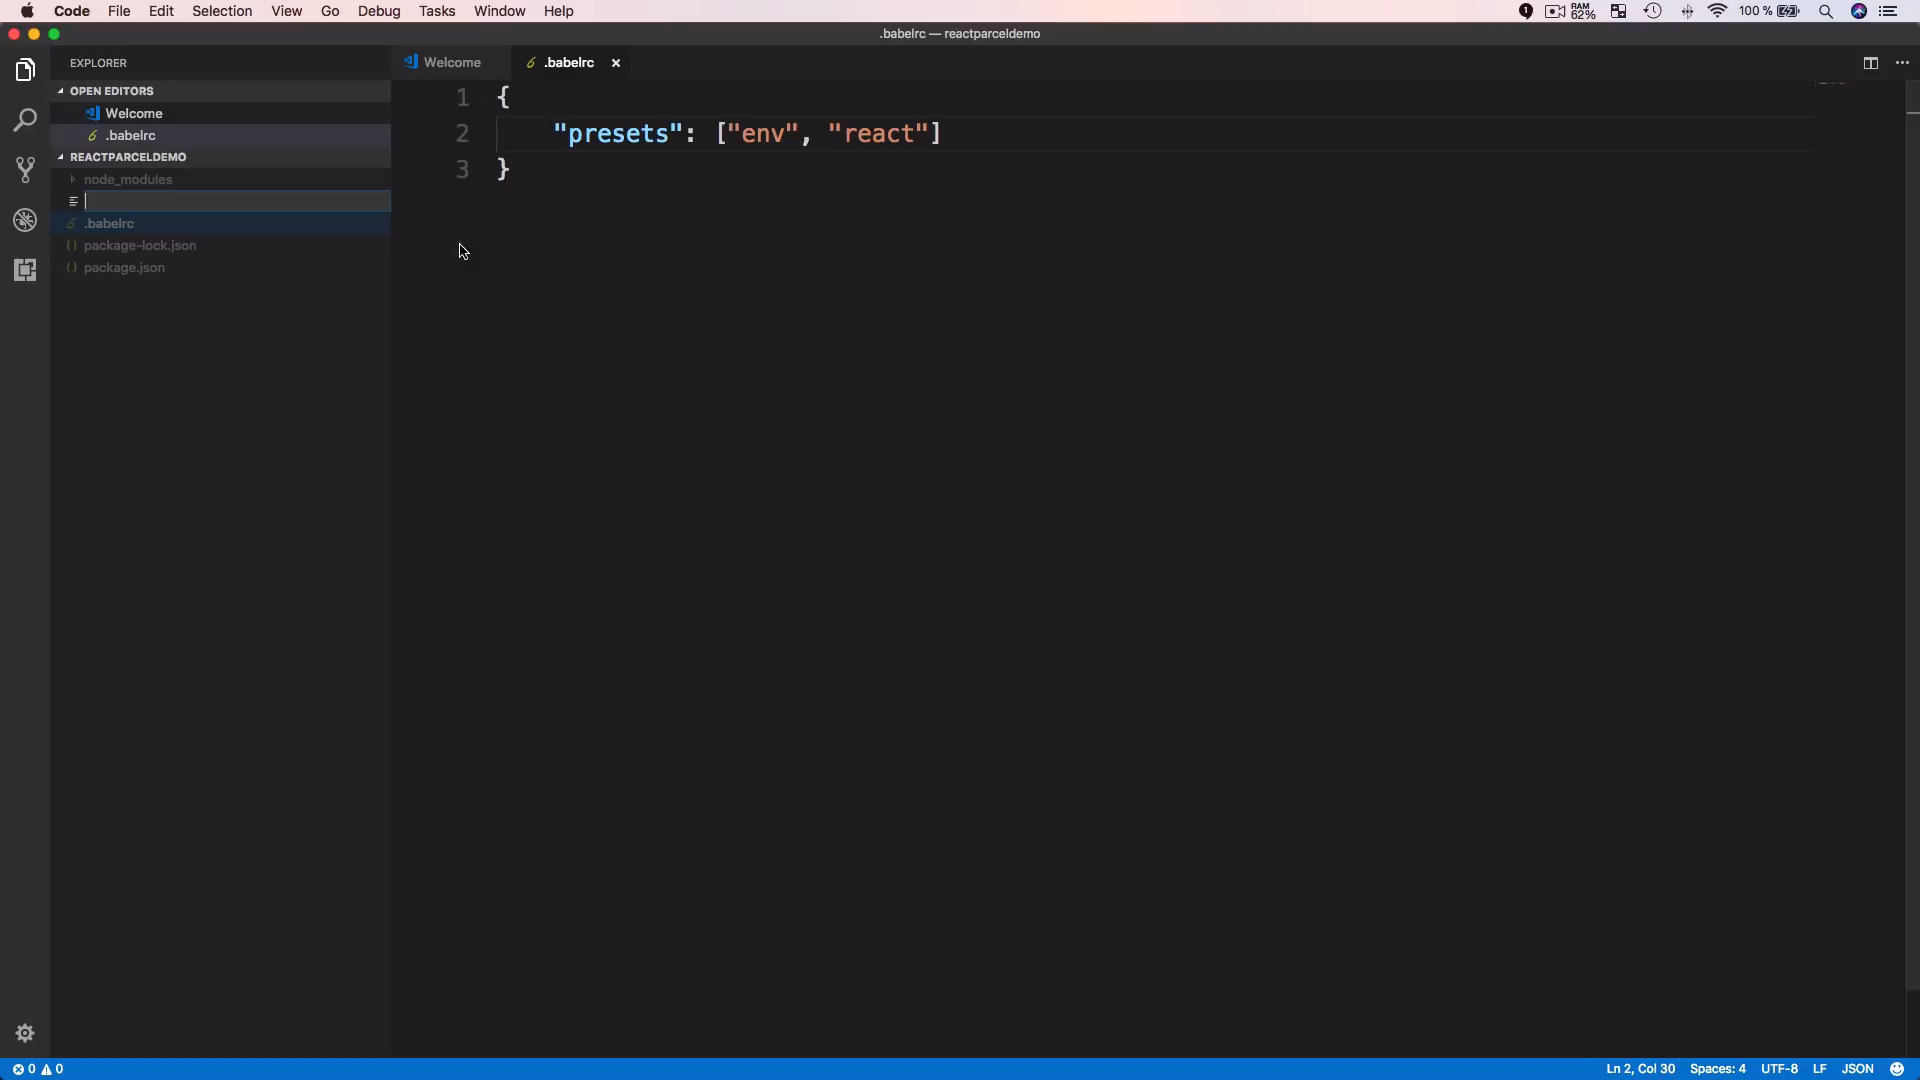 Code File Edit Selection View Go Debug Tasks Window Help RAM 62% 100 %
.babelrc — reactparceldemo
EXPLORER
Welcome .babelrc
OPEN EDITORS
Welcome
.babelrc
REACTPARCELDEMO
node_modules
.babelrc
package-lock.json
package.json
1 {
2 "presets": ["env", "react"]
3 }
0 0 Ln 2, Col 30 Spaces: 4 UTF-8 LF JSON